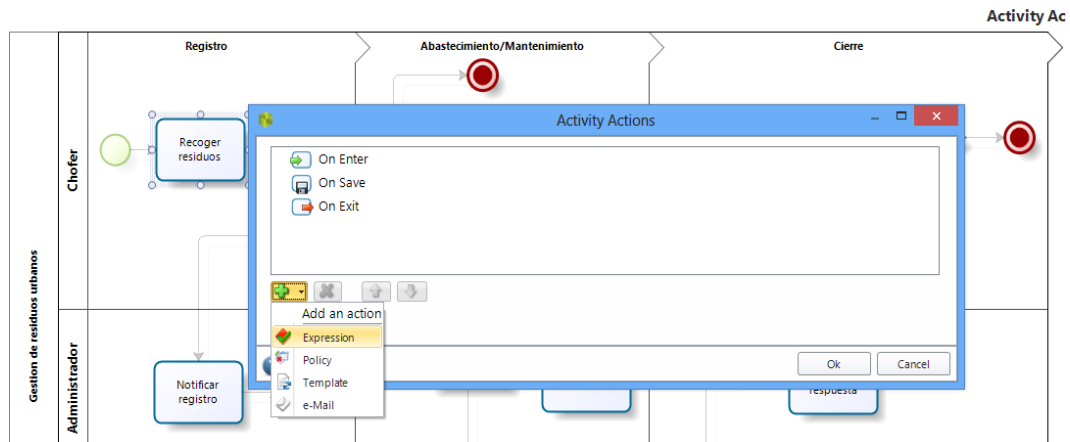 Activity Ac
Registro
Abastecimiento/Mantenimiento
Cierre
Gestion de residuos urbanos
Chofer
Recoger
residuos
Activity Actions
On Enter
On Save
On Exit
Add an action
Expression
Policy
Template
e-Mail
Ok
Cancel
Administrador
Notificar
registro
respuesta